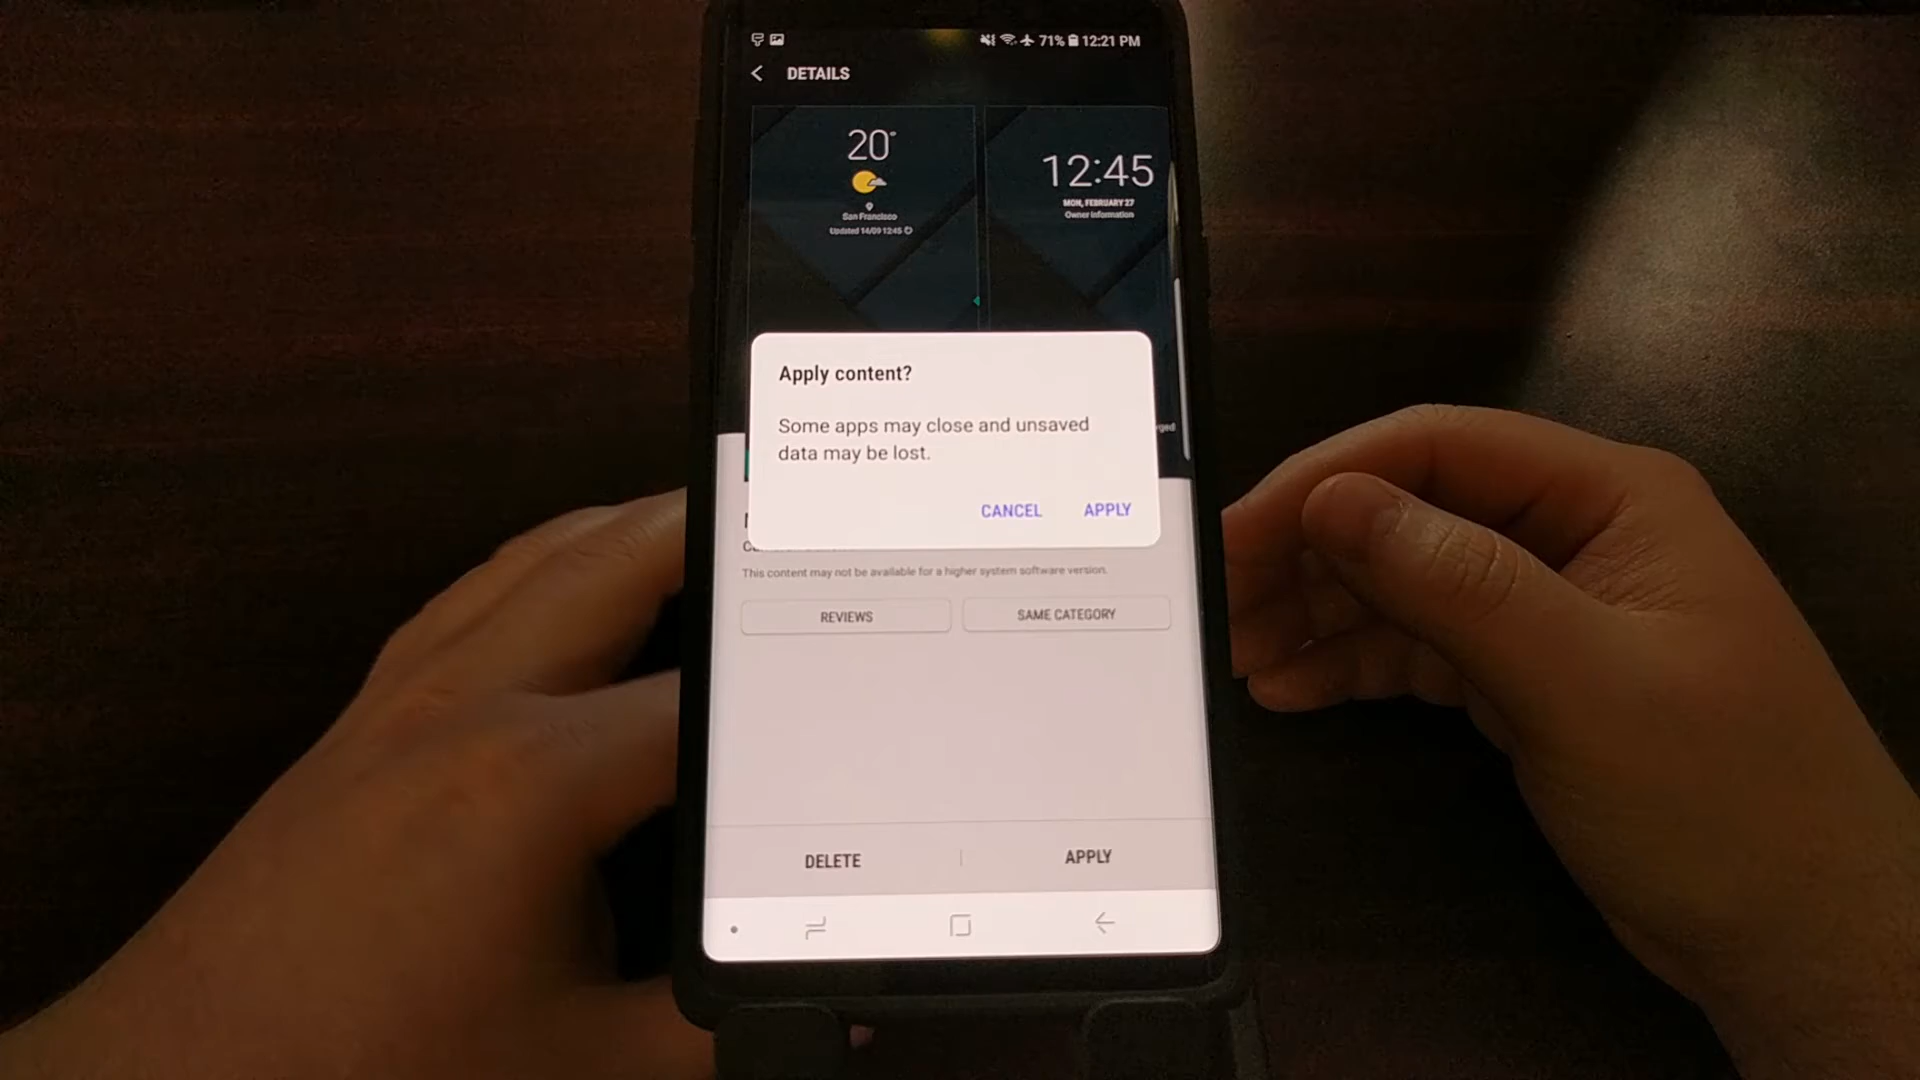 71% 12:21 PM
DETAILS
20°
San Francisco
Updated 14/09 12:45
12:45
MON, FEBRUARY 27
Owner information
Apply content?
Some apps may close and unsaved
data may be lost.
CANCEL APPLY
This content may not be available for a higher system software version.
REVIEWS SAME CATEGORY
DELETE APPLY